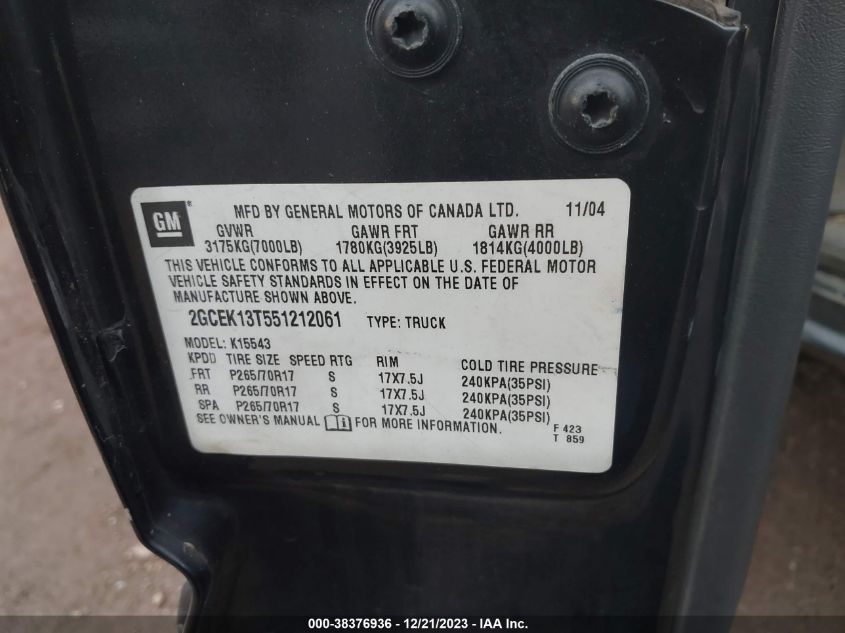 GM MFD BY GENERAL MOTORS OF CANADA LTD. 11/04
GVWR GAWR FRT GAWR RR
3175KG(7000LB) 1780KG(3925LB) 1814KG(4000LB)
THIS VEHICLE CONFORMS TO ALL APPLICABLE U.S. FEDERAL MOTOR
VEHICLE SAFETY STANDARDS IN EFFECT ON THE DATE OF
MANUFACTURE SHOWN ABOVE.
2GCEK13T551212061 TYPE: TRUCK
MODEL: K15543
KPDD TIRE SIZE SPEED RTG RIM COLD TIRE PRESSURE
FRT P265/70R17 S 17X7.5J 240KPA(35PSI)
RR P265/70R17 S 17X7.5J 240KPA(35PSI)
SPA P265/70R17 S 17X7.5J 240KPA(35PSI)
SEE OWNER'S MANUAL FOR MORE INFORMATION.
F 423
T 859
000-38376936 - 12/21/2023 - IAA Inc.